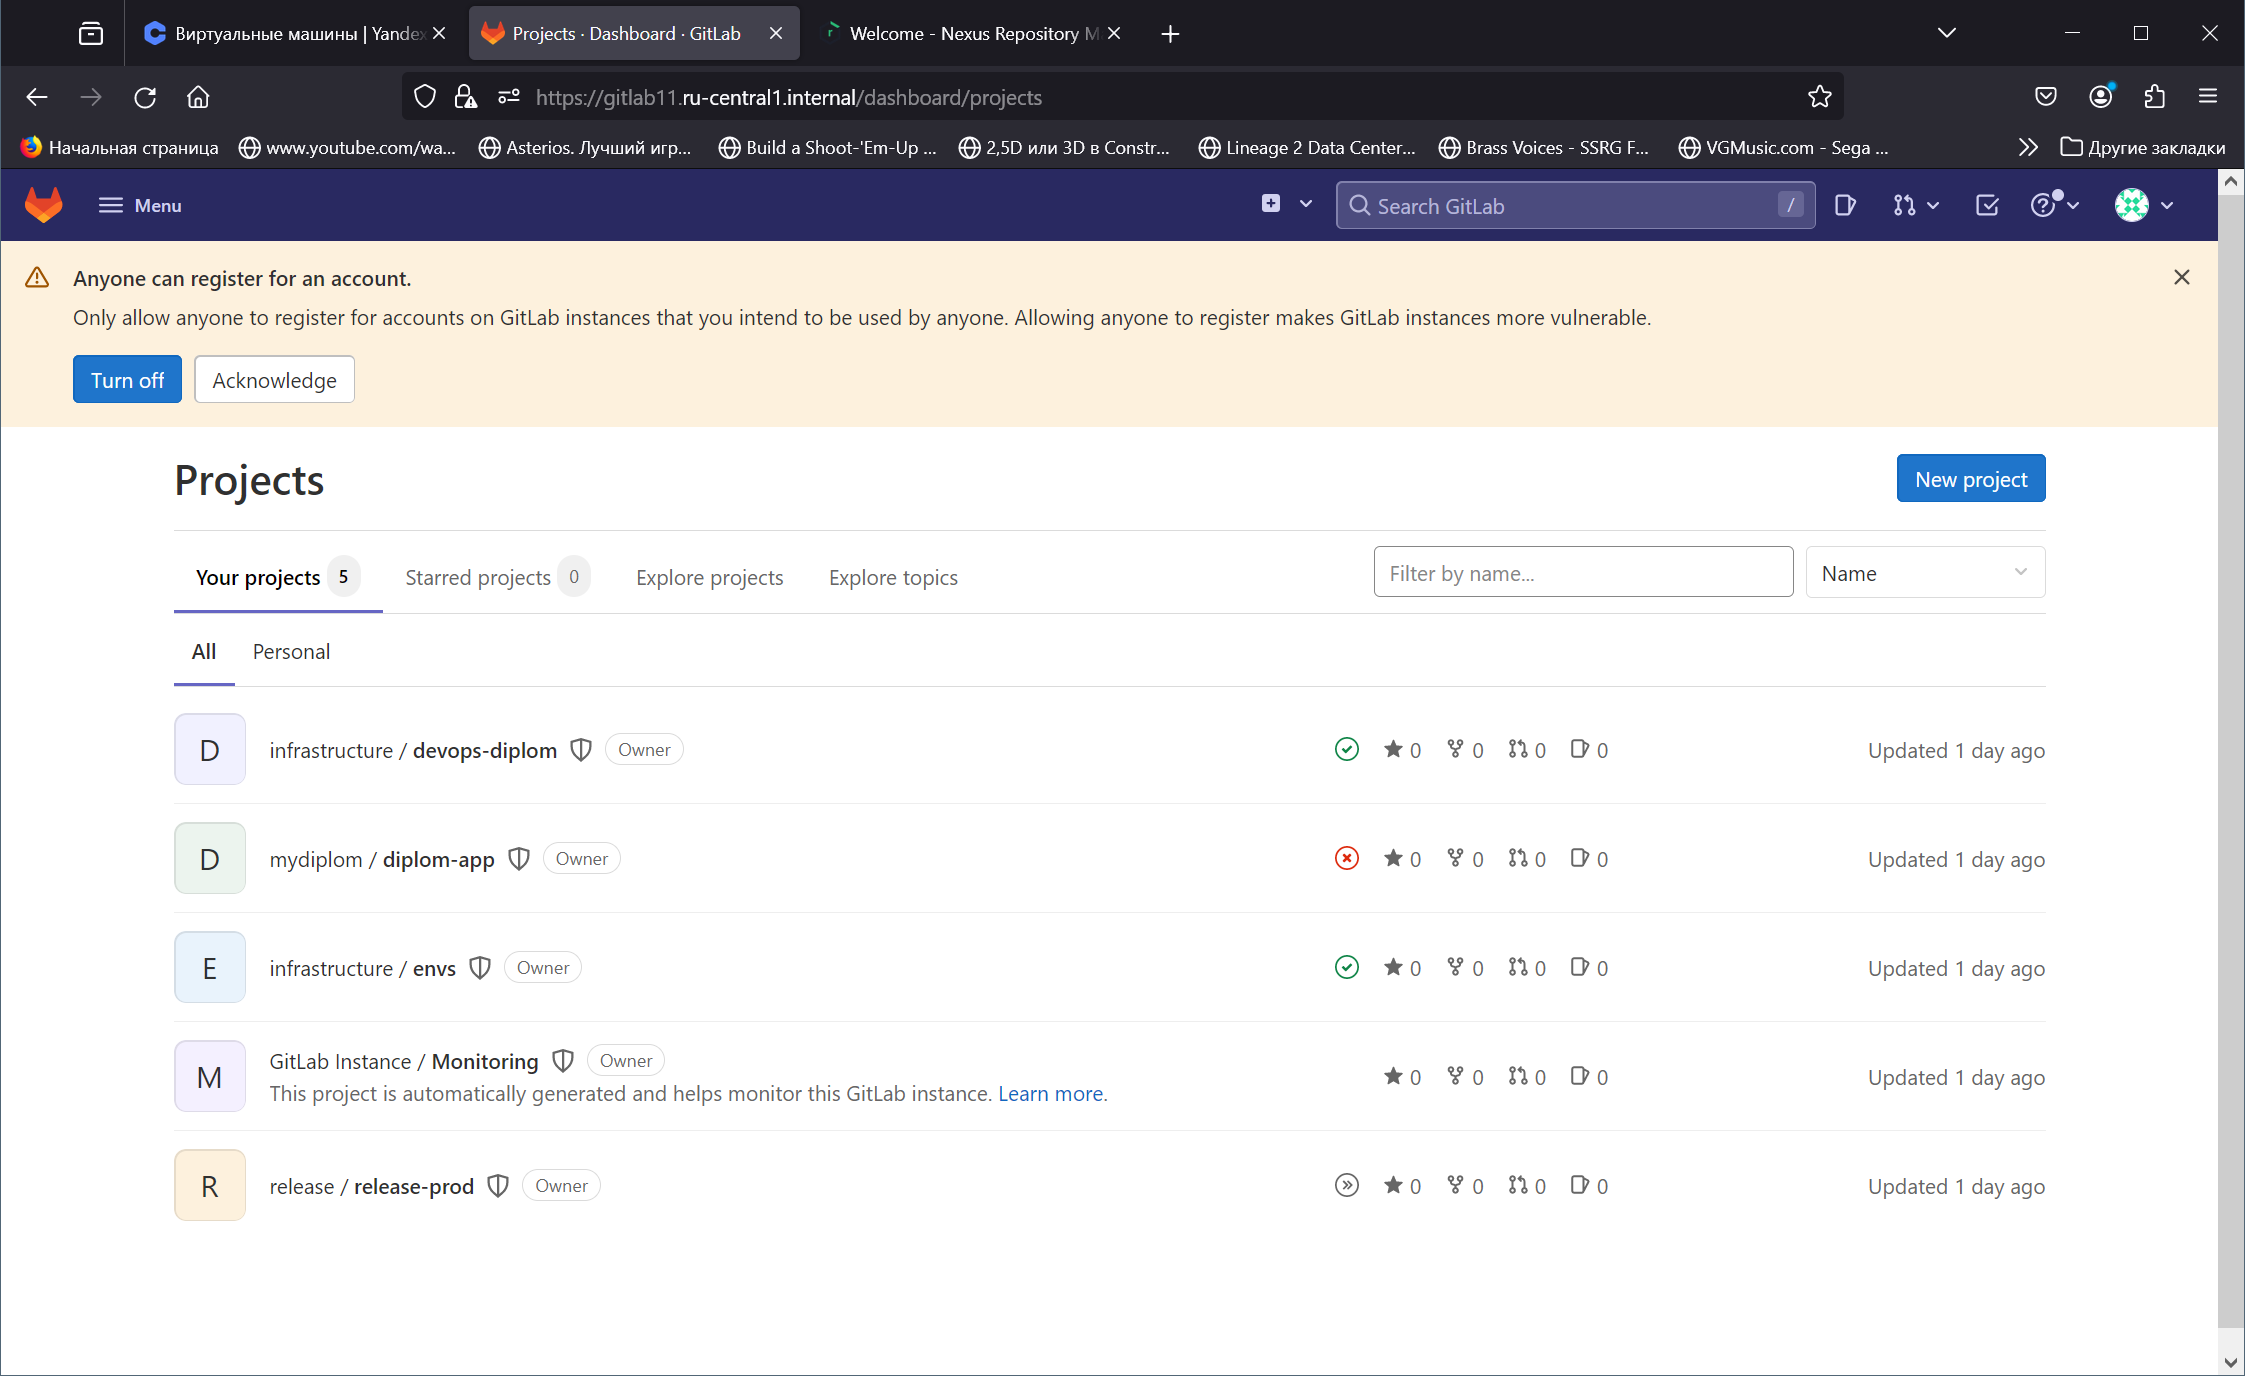 Виртуальные машины | Yandex
Projects · Dashboard · GitLab
Welcome - Nexus Repository M
https://gitlab11.ru-central1.internal/dashboard/projects
Начальная страница
www.youtube.com/wa...
Asterios. Лучший игр...
Build a Shoot-'Em-Up ...
2,5D или 3D в Constr...
Lineage 2 Data Center...
Brass Voices - SSRG F...
VGMusic.com - Sega ...
Другие закладки
Menu
Search GitLab
/
Anyone can register for an account.
Only allow anyone to register for accounts on GitLab instances that you intend to be used by anyone. Allowing anyone to register makes GitLab instances more vulnerable.
Turn off
Acknowledge
Projects
New project
Your projects 5
Starred projects 0
Explore projects
Explore topics
Filter by name...
Name
All
Personal
D
infrastructure / devops-diplom
Owner
0 0 0 0
Updated 1 day ago
D
mydiplom / diplom-app
Owner
0 0 0 0
Updated 1 day ago
E
infrastructure / envs
Owner
0 0 0 0
Updated 1 day ago
M
GitLab Instance / Monitoring
Owner
This project is automatically generated and helps monitor this GitLab instance. Learn more.
0 0 0 0
Updated 1 day ago
R
release / release-prod
Owner
0 0 0 0
Updated 1 day ago